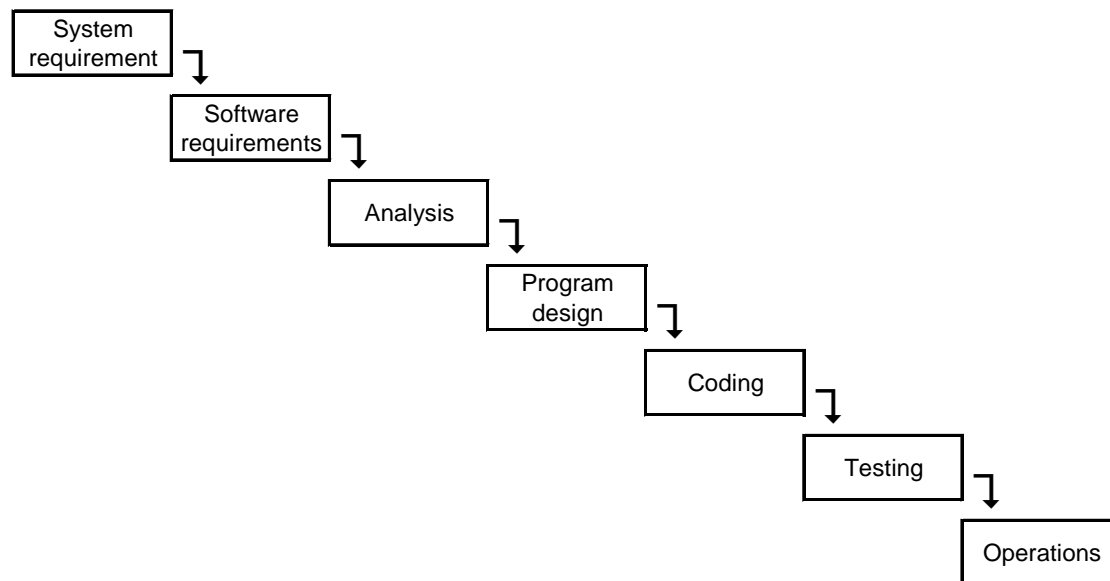 System
requirement
Software
requirements
Analysis
Program
design
Coding
Testing
Operations